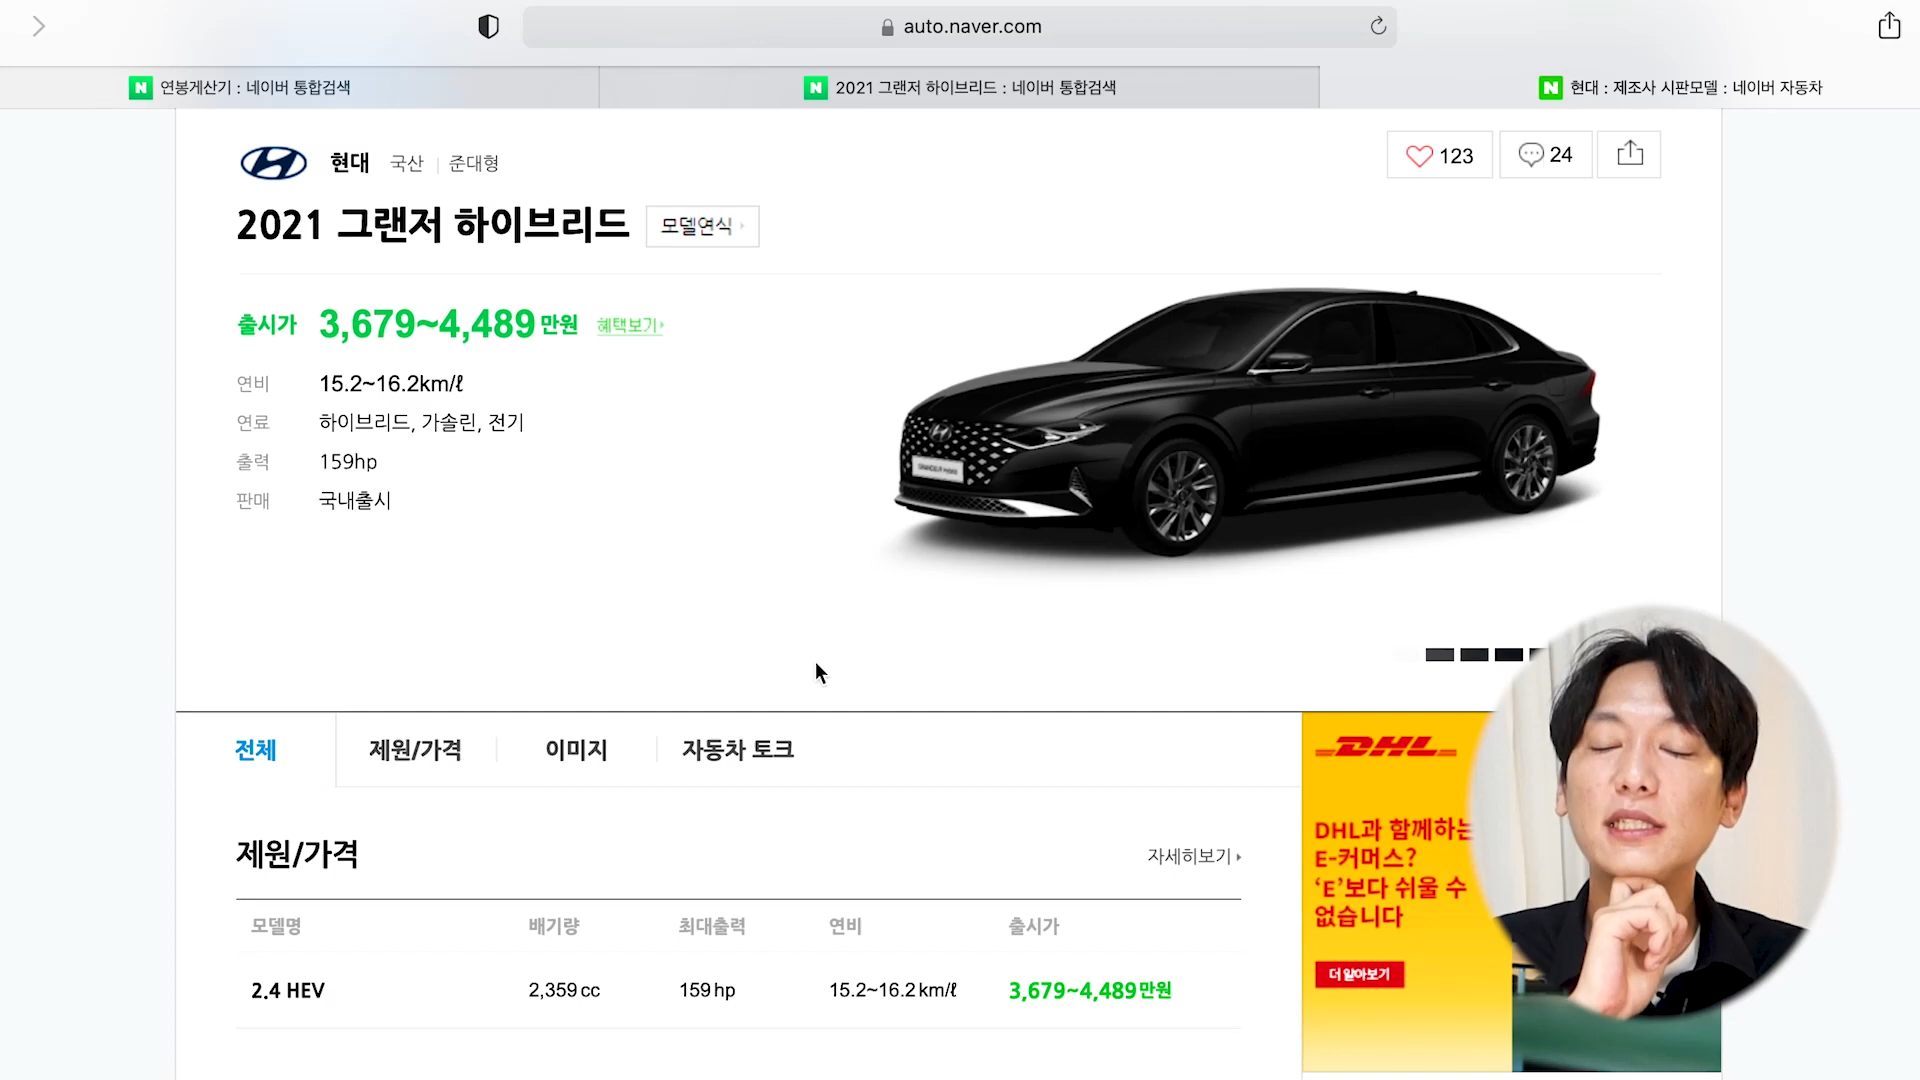 auto.naver.com
N 연봉계산기 : 네이버 통합검색
N 2021 그랜저 하이브리드 : 네이버 통합검색
N 현대 : 제조사 시판모델 : 네이버 자동차
현대 국산 | 준대형
123
24
2021 그랜저 하이브리드
모델연식
출시가 3,679~4,489만원 혜택보기
연비 15.2~16.2km/ℓ
연료 하이브리드, 가솔린, 전기
출력 159hp
판매 국내출시
전체
제원/가격
이미지
자동차 토크
제원/가격
자세히보기
모델명 배기량 최대출력 연비 출시가
2.4 HEV 2,359 cc 159 hp 15.2~16.2 km/ℓ 3,679~4,489만원
DHL
DHL과 함께하는
E-커머스?
‘E’보다 쉬울 수
없습니다
더 알아보기